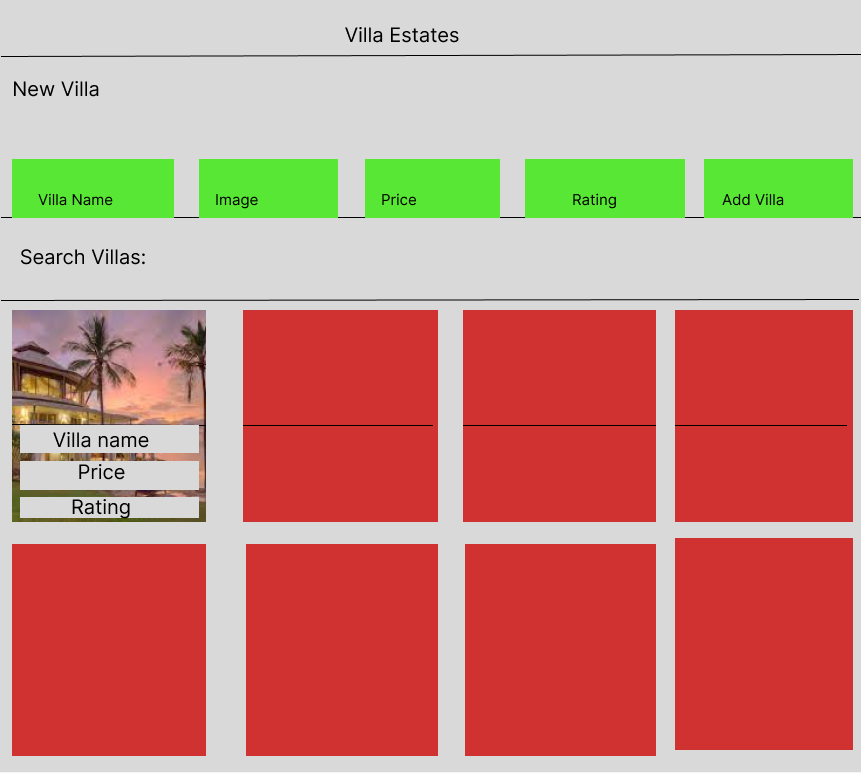 Villa Estates
New Villa
Villa Name
Image
Price
Rating
Add Villa
Search Villas:
Villa name
Price
Rating